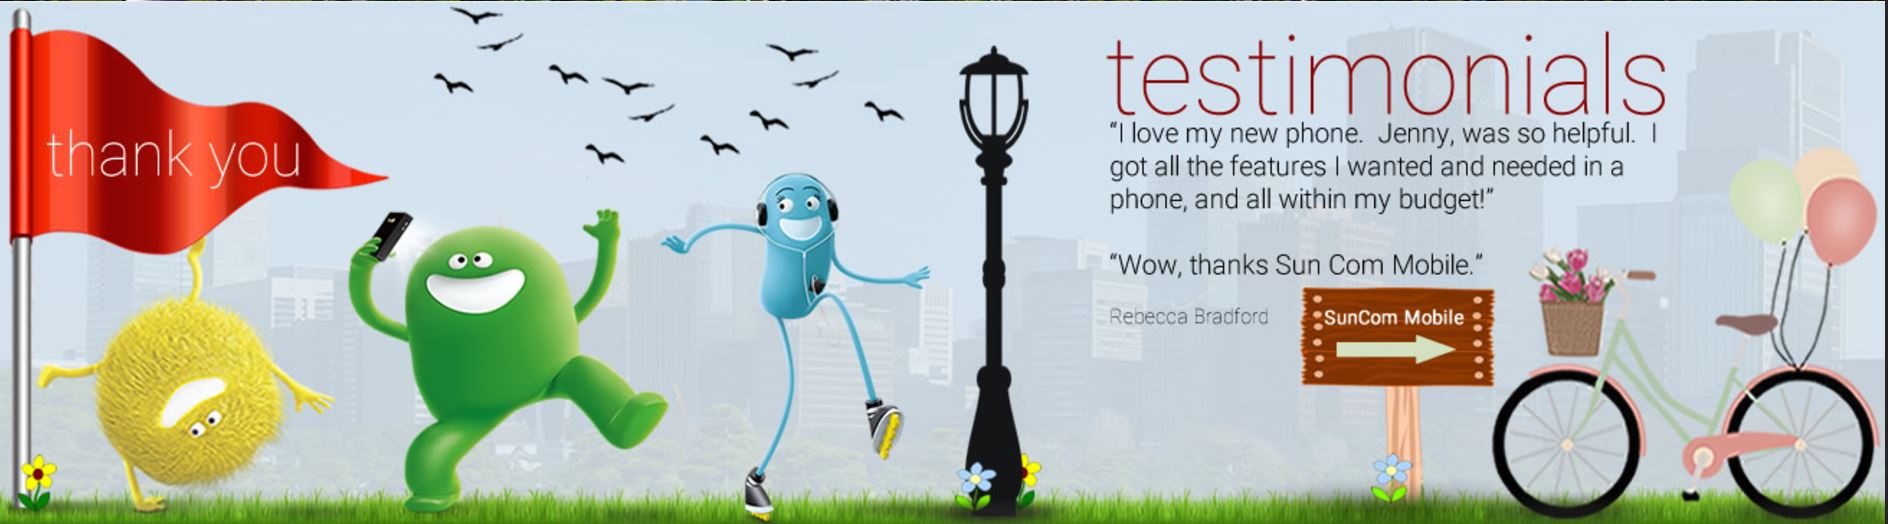 thank you
testimonials
“I love my new phone.  Jenny, was so helpful.  I
got all the features I wanted and needed in a
phone, and all within my budget!”
“Wow, thanks Sun Com Mobile.”
Rebecca Bradford
SunCom Mobile